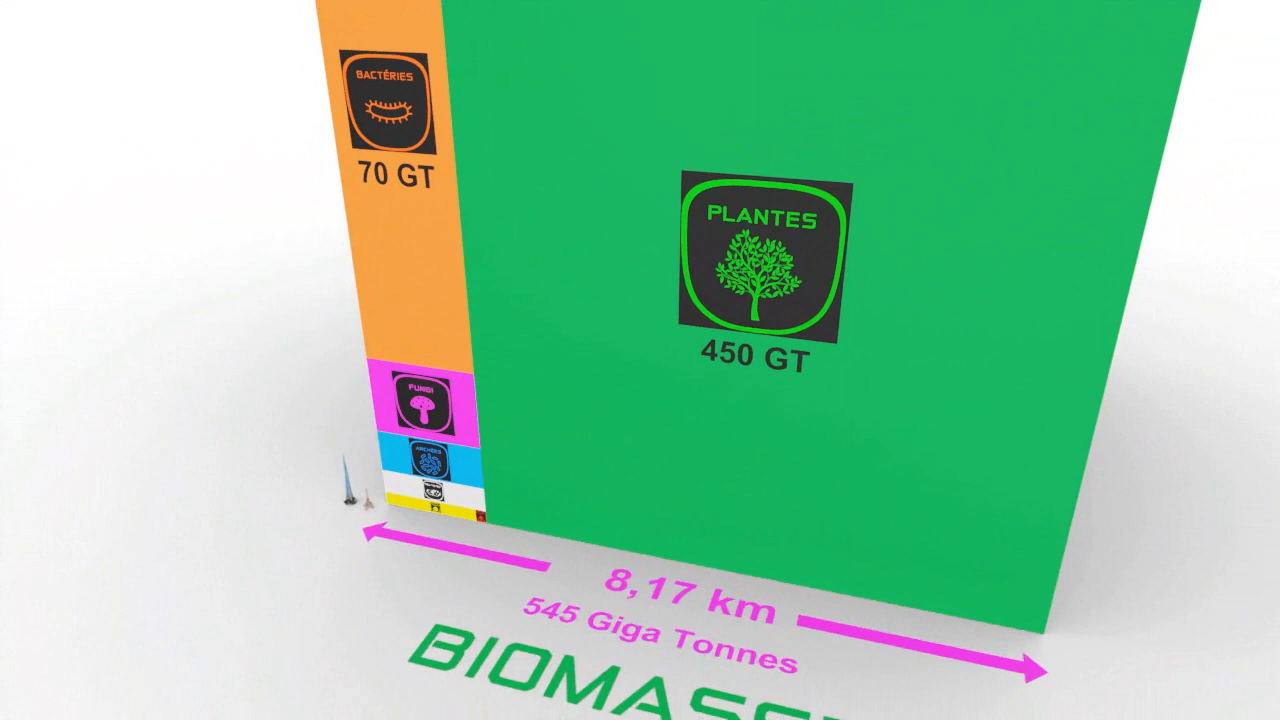 BACTÉRIES
70 GT
PLANTES
450 GT
FUNGI
ARCHÉES
8,17 km
545 Giga Tonnes
BIOMASSE